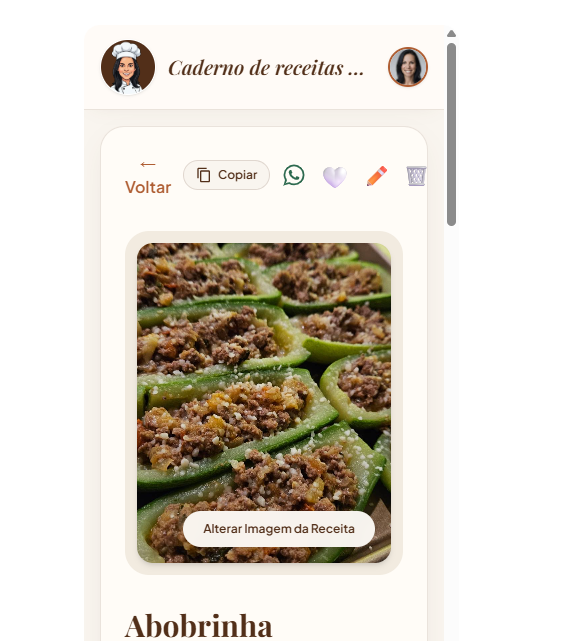 Caderno de receitas ...
←
Voltar
Copiar
Alterar Imagem da Receita
Abobrinha